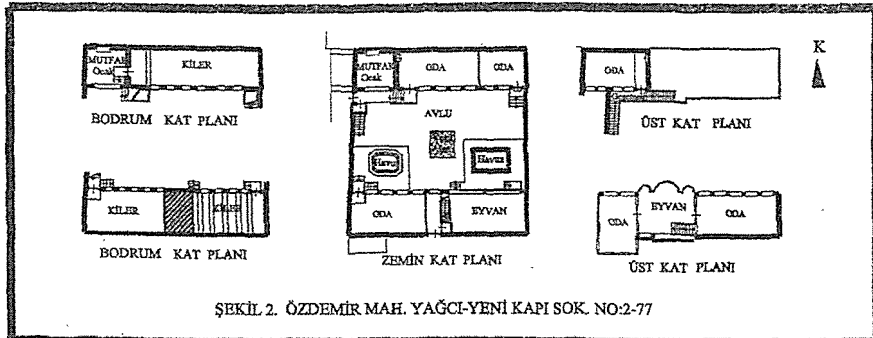 MUTFAK
Ocak
KİLER
BODRUM KAT PLANI
KİLER
KİLER
BODRUM KAT PLANI
MUTFAK
Ocak
ODA
ODA
AVLU
Havuz
Havuz
ODA
EYVAN
ZEMİN KAT PLANI
K
ODA
ÜST KAT PLANI
ODA
EYVAN
ODA
ÜST KAT PLANI
ŞEKİL 2. ÖZDEMİR MAH. YAĞCI-YENİ KAPI SOK. NO:2-77